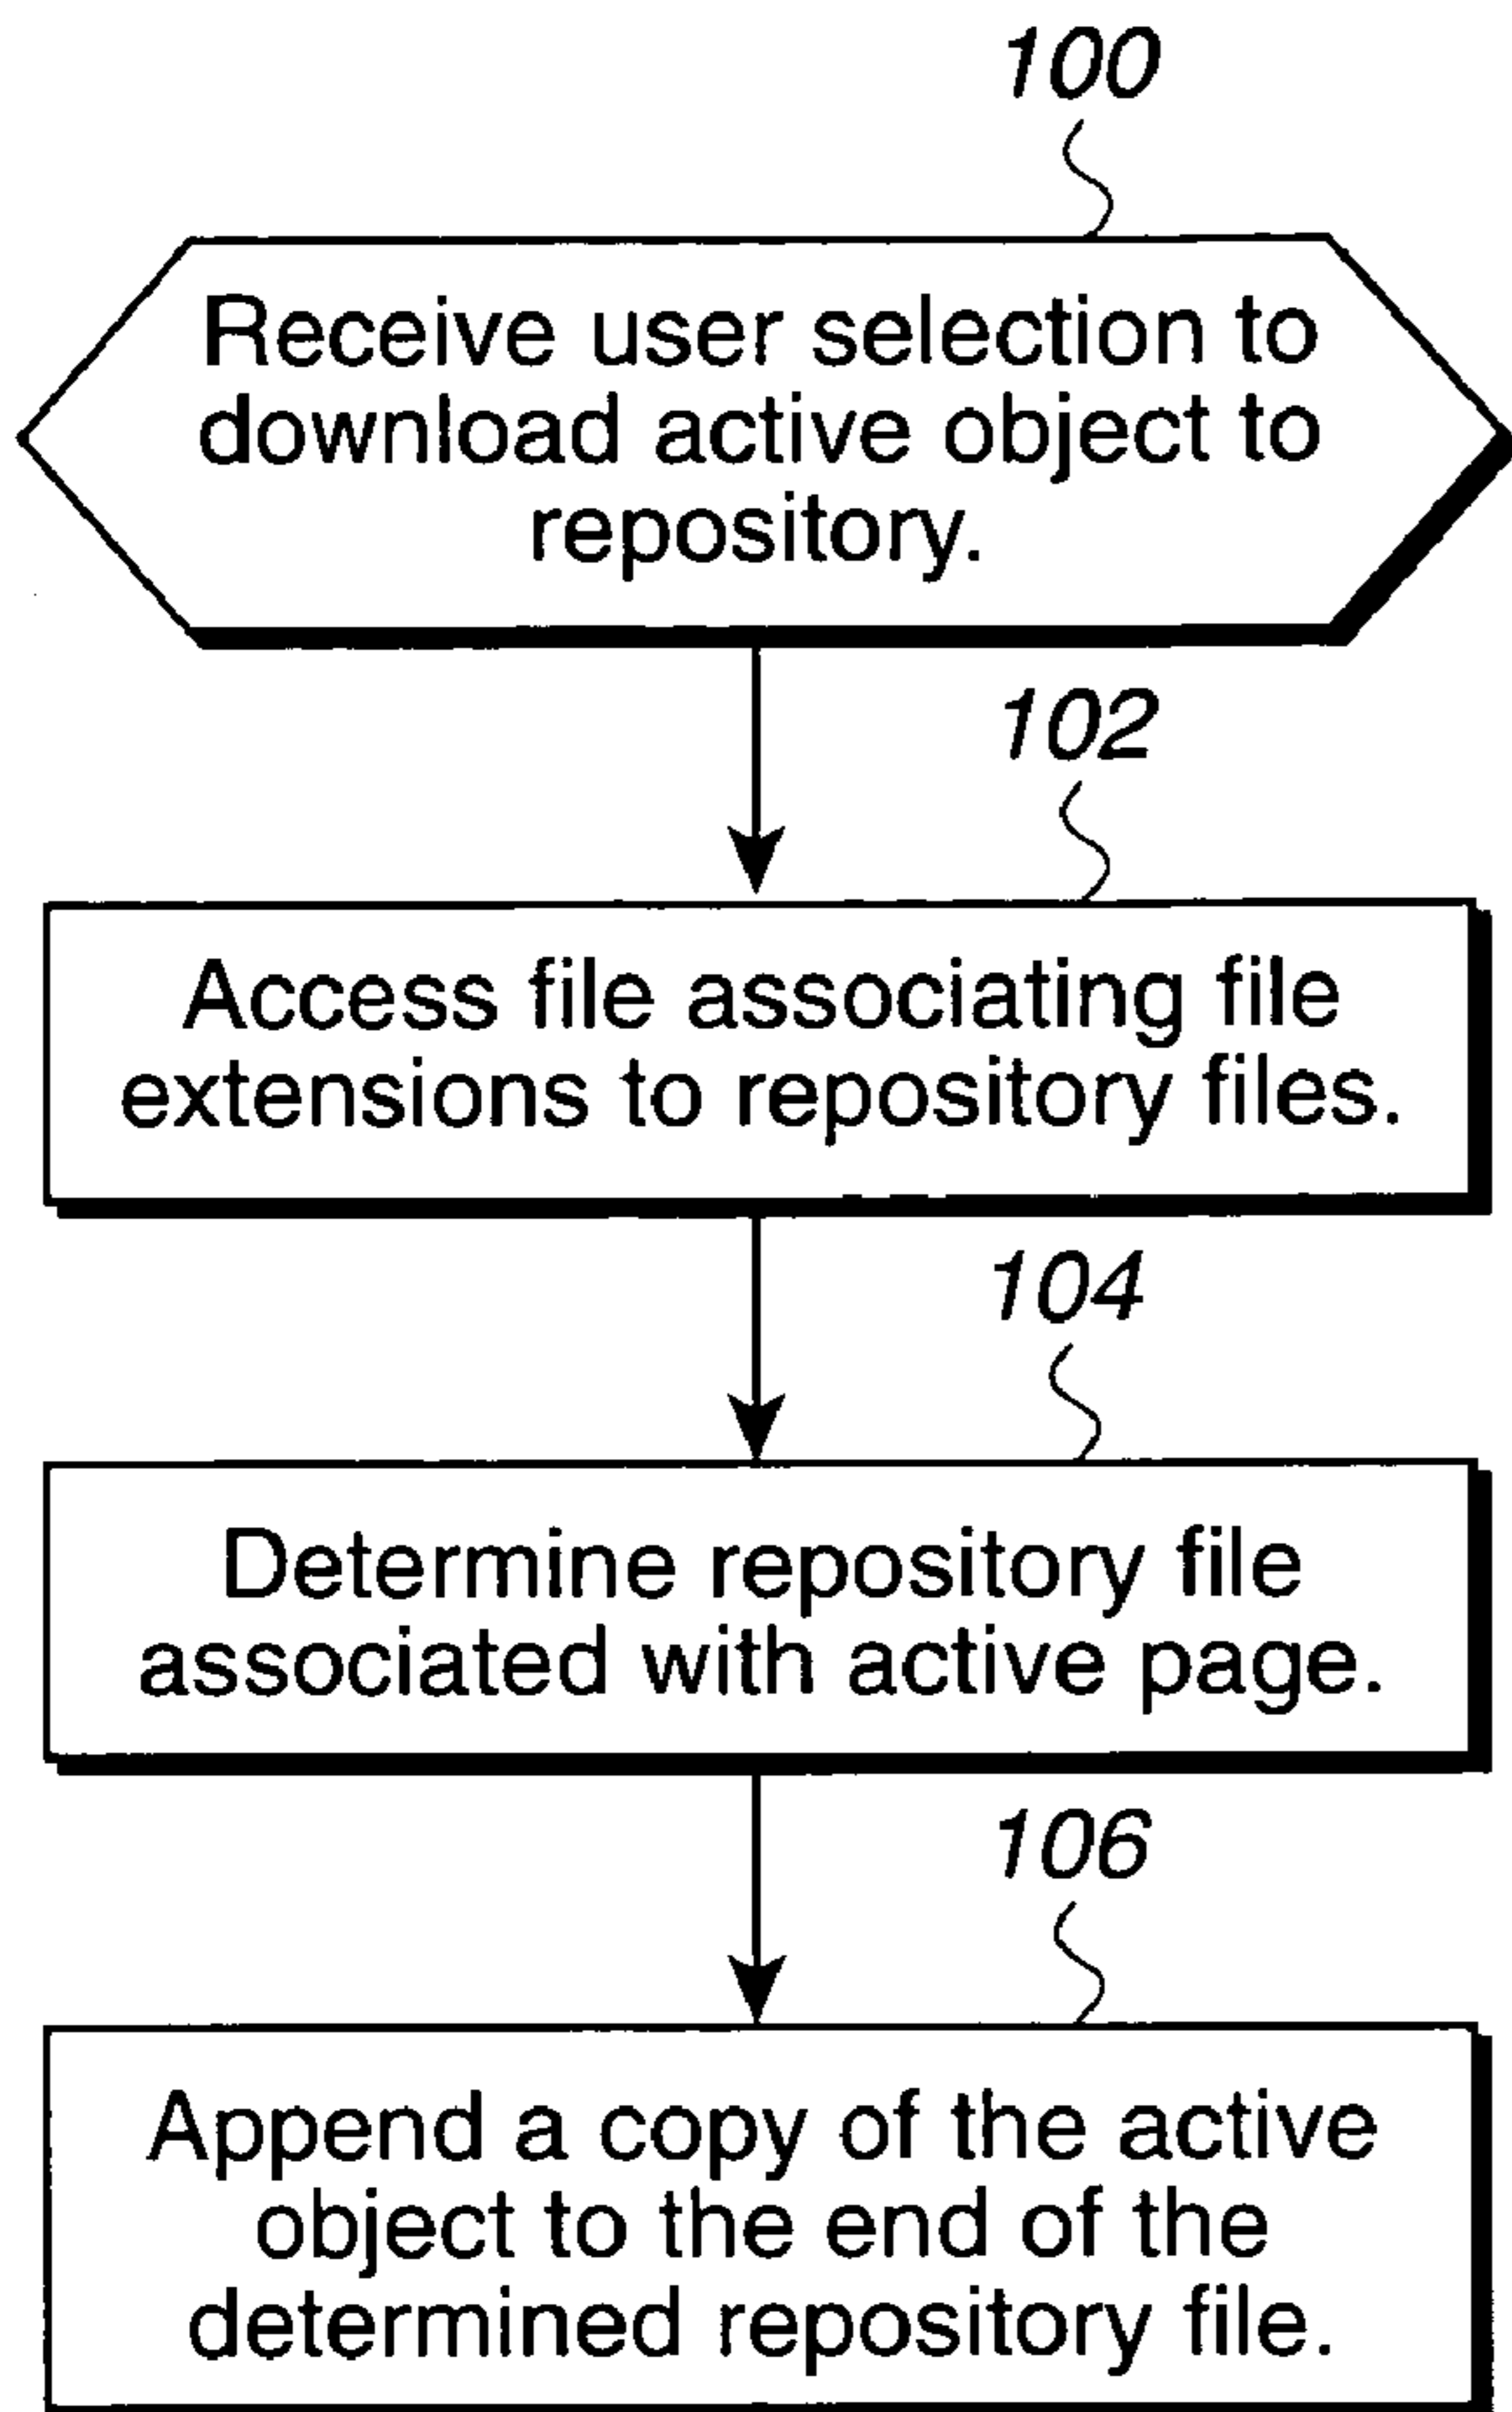 100
Receive user selection to
download active object to
repository.
102
Access file associating file
extensions to repository files.
104
Determine repository file
associated with active page.
106
Append a copy of the active
object to the end of the
determined repository file.